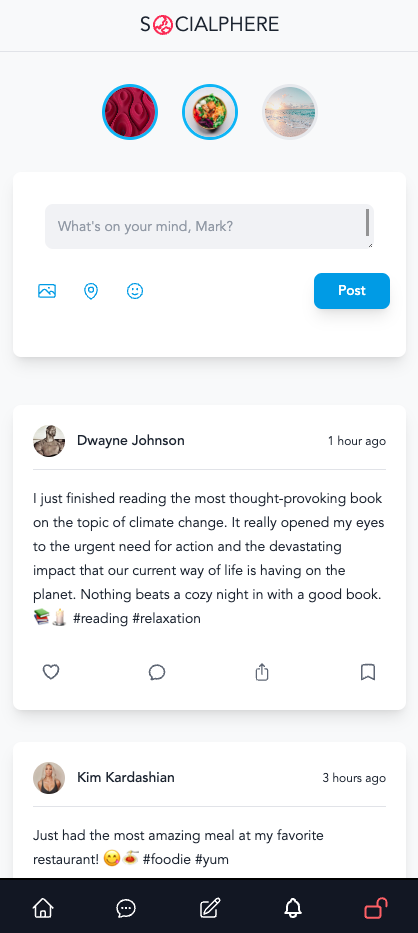 SOCIALPHERE
What's on your mind, Mark?
Post
Dwayne Johnson
1 hour ago
I just finished reading the most thought-provoking book
on the topic of climate change. It really opened my eyes
to the urgent need for action and the devastating
impact that our current way of life is having on the
planet. Nothing beats a cozy night in with a good book.
📚🕯️ #reading #relaxation
Kim Kardashian
3 hours ago
Just had the most amazing meal at my favorite
restaurant! 😋🍝 #foodie #yum